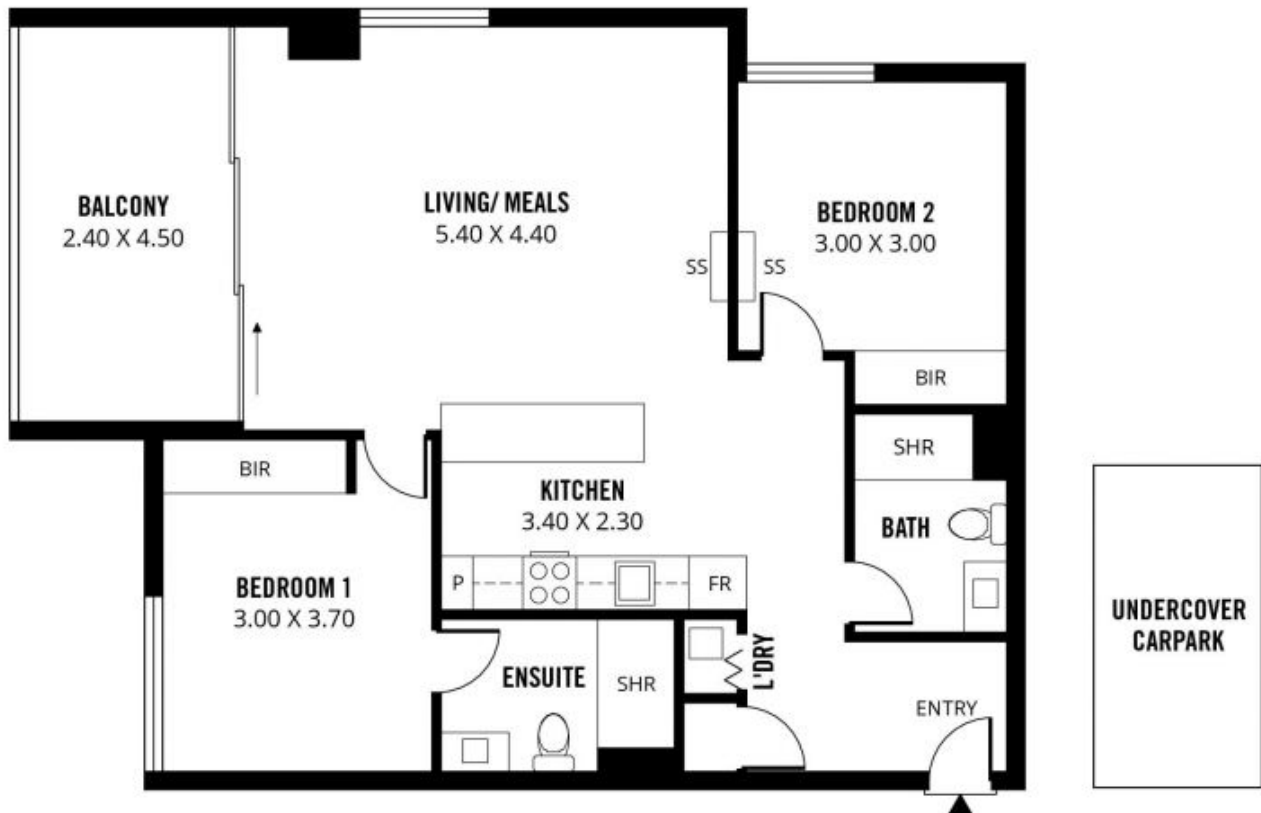 BALCONY
2.40 X 4.50
LIVING/ MEALS
5.40 X 4.40
BEDROOM 2
3.00 X 3.00
SS
SS
BIR
BIR
SHR
KITCHEN
3.40 X 2.30
BATH
P
FR
BEDROOM 1
3.00 X 3.70
ENSUITE
SHR
L'DRY
ENTRY
UNDERCOVER
CARPARK